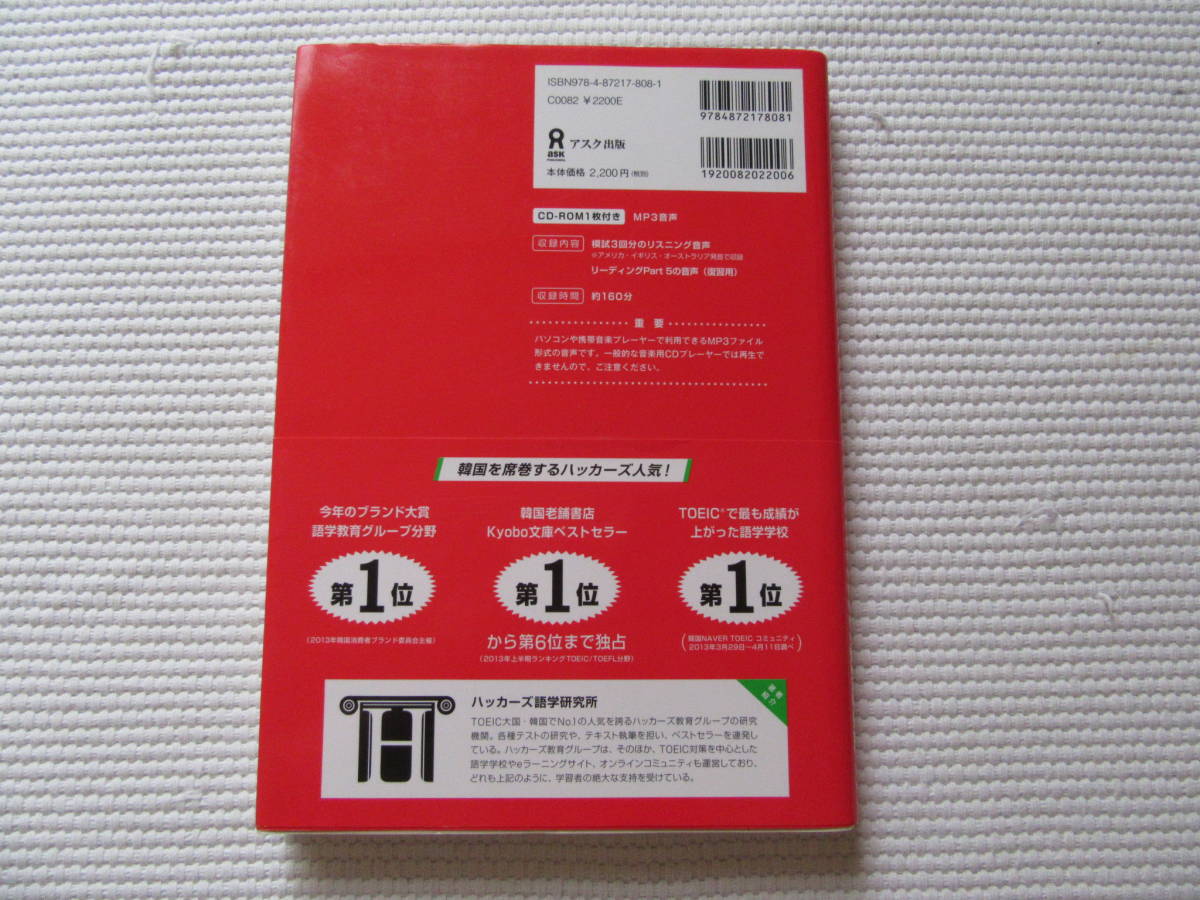 ISBN978-4-87217-808-1
C0082 ¥2200E
9784872178081
ask
PUBLISHING
アスク出版
1920082022006
本体価格 2,200円(税別)
CD-ROM1枚付き MP3音声
収録内容 模試3回分のリスニング音声
※アメリカ・イギリス・オーストラリア発音で収録
リーディングPart 5の音声(復習用)
収録時間 約160分
重要
パソコンや携帯音楽プレーヤーで利用できるMP3ファイル
形式の音声です。一般的な音楽用CDプレーヤーでは再生で
きませんので、ご注意ください。
韓国を席巻するハッカーズ人気!
今年のブランド大賞
語学教育グループ分野
第1位
(2013年韓国消費者ブランド委員会主催)
韓国老舗書店
Kyobo文庫ベストセラー
第1位
から第6位まで独占
(2013年上半期ランキングTOEIC/TOEFL分野)
TOEIC®で最も成績が
上がった語学学校
第1位
(韓国NAVER TOEIC コミュニティ
2013年3月29日~4月11日調べ)
著者
紹介
ハッカーズ語学研究所
TOEIC大国・韓国でNo.1の人気を誇るハッカーズ教育グループの研究
機関。各種テストの研究や、テキスト執筆を担い、ベストセラーを連発し
ている。ハッカーズ教育グループは、そのほか、TOEIC対策を中心とした
語学学校やeラーニングサイト、オンラインコミュニティも運営しており、
どれも上記のように、学習者の絶大な支持を受けている。